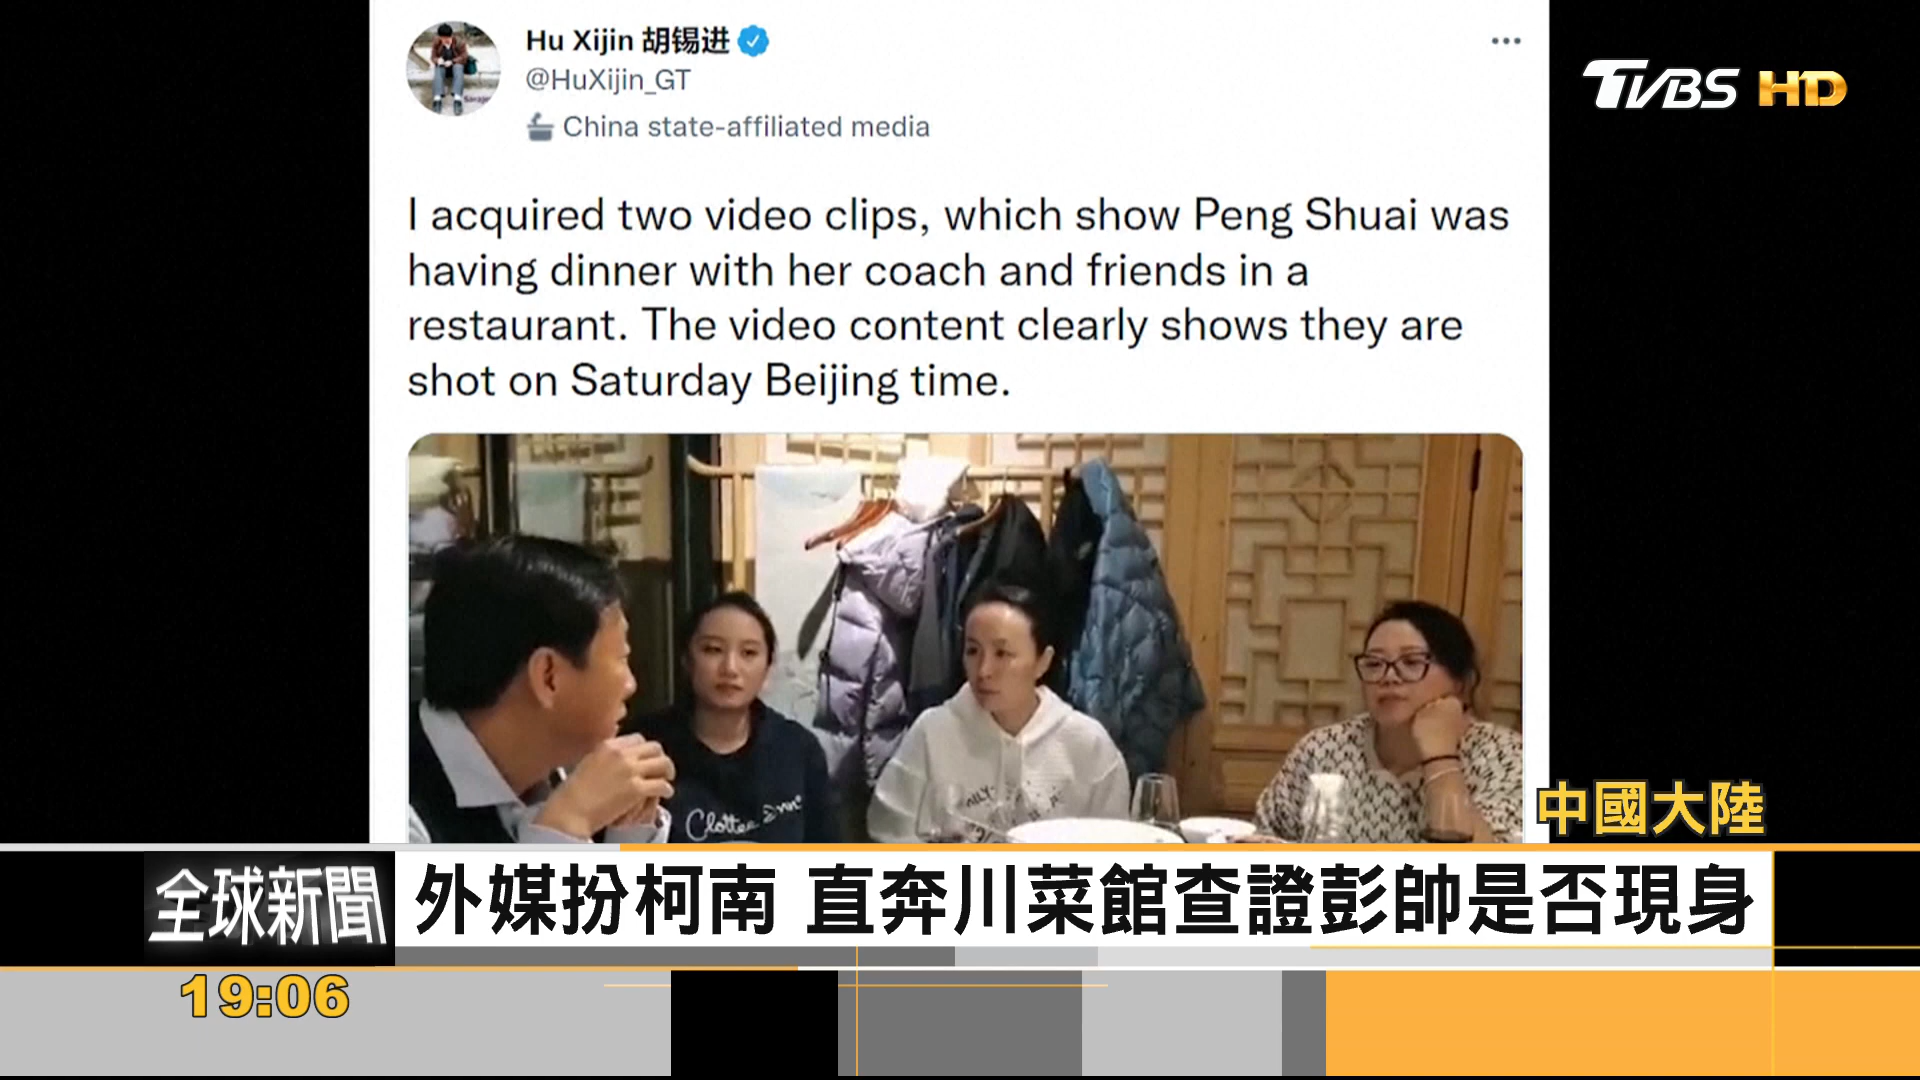 Hu Xijin 胡锡进
@HuXijin_GT
China state-affiliated media
TVBS HD
I acquired two video clips, which show Peng Shuai was
having dinner with her coach and friends in a
restaurant. The video content clearly shows they are
shot on Saturday Beijing time.
中國大陸
全球新聞
外媒扮柯南 直奔川菜館查證彭帥是否現身
19:06